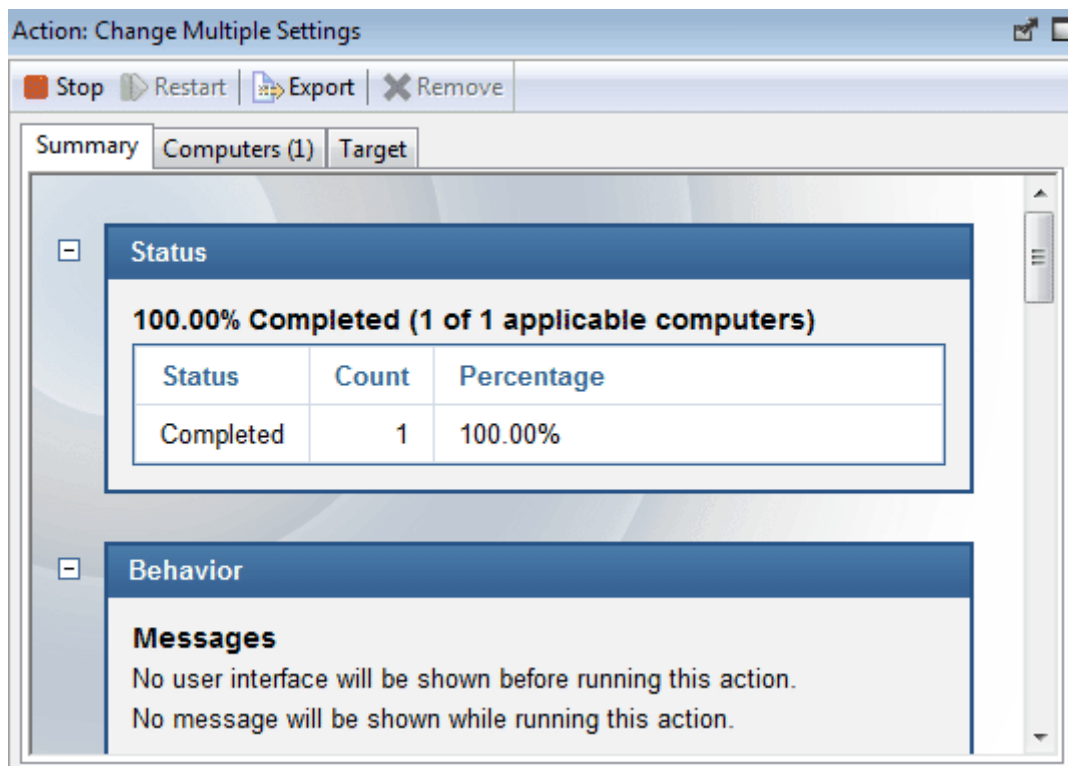 Action: Change Multiple Settings
Stop Restart Export Remove
Summary Computers (1) Target
Status
100.00% Completed (1 of 1 applicable computers)
Status Count Percentage
Completed 1 100.00%
Behavior
Messages
No user interface will be shown before running this action.
No message will be shown while running this action.